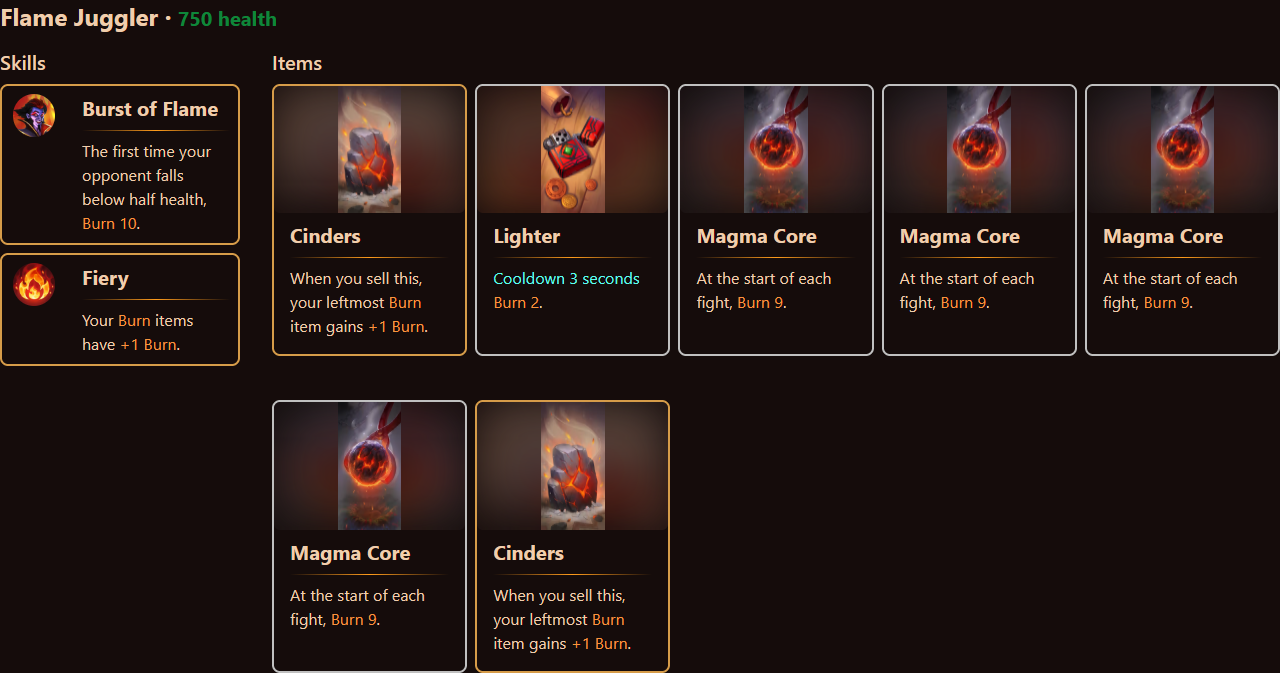 Flame Juggler · 750 health
Skills
Burst of Flame
The first time your
opponent falls
below half health,
Burn 10.
Fiery
Your Burn items
have +1 Burn.
Items
Cinders
When you sell this,
your leftmost Burn
item gains +1 Burn.
Lighter
Cooldown 3 seconds
Burn 2.
Magma Core
At the start of each
fight, Burn 9.
Magma Core
At the start of each
fight, Burn 9.
Magma Core
At the start of each
fight, Burn 9.
Magma Core
At the start of each
fight, Burn 9.
Cinders
When you sell this,
your leftmost Burn
item gains +1 Burn.